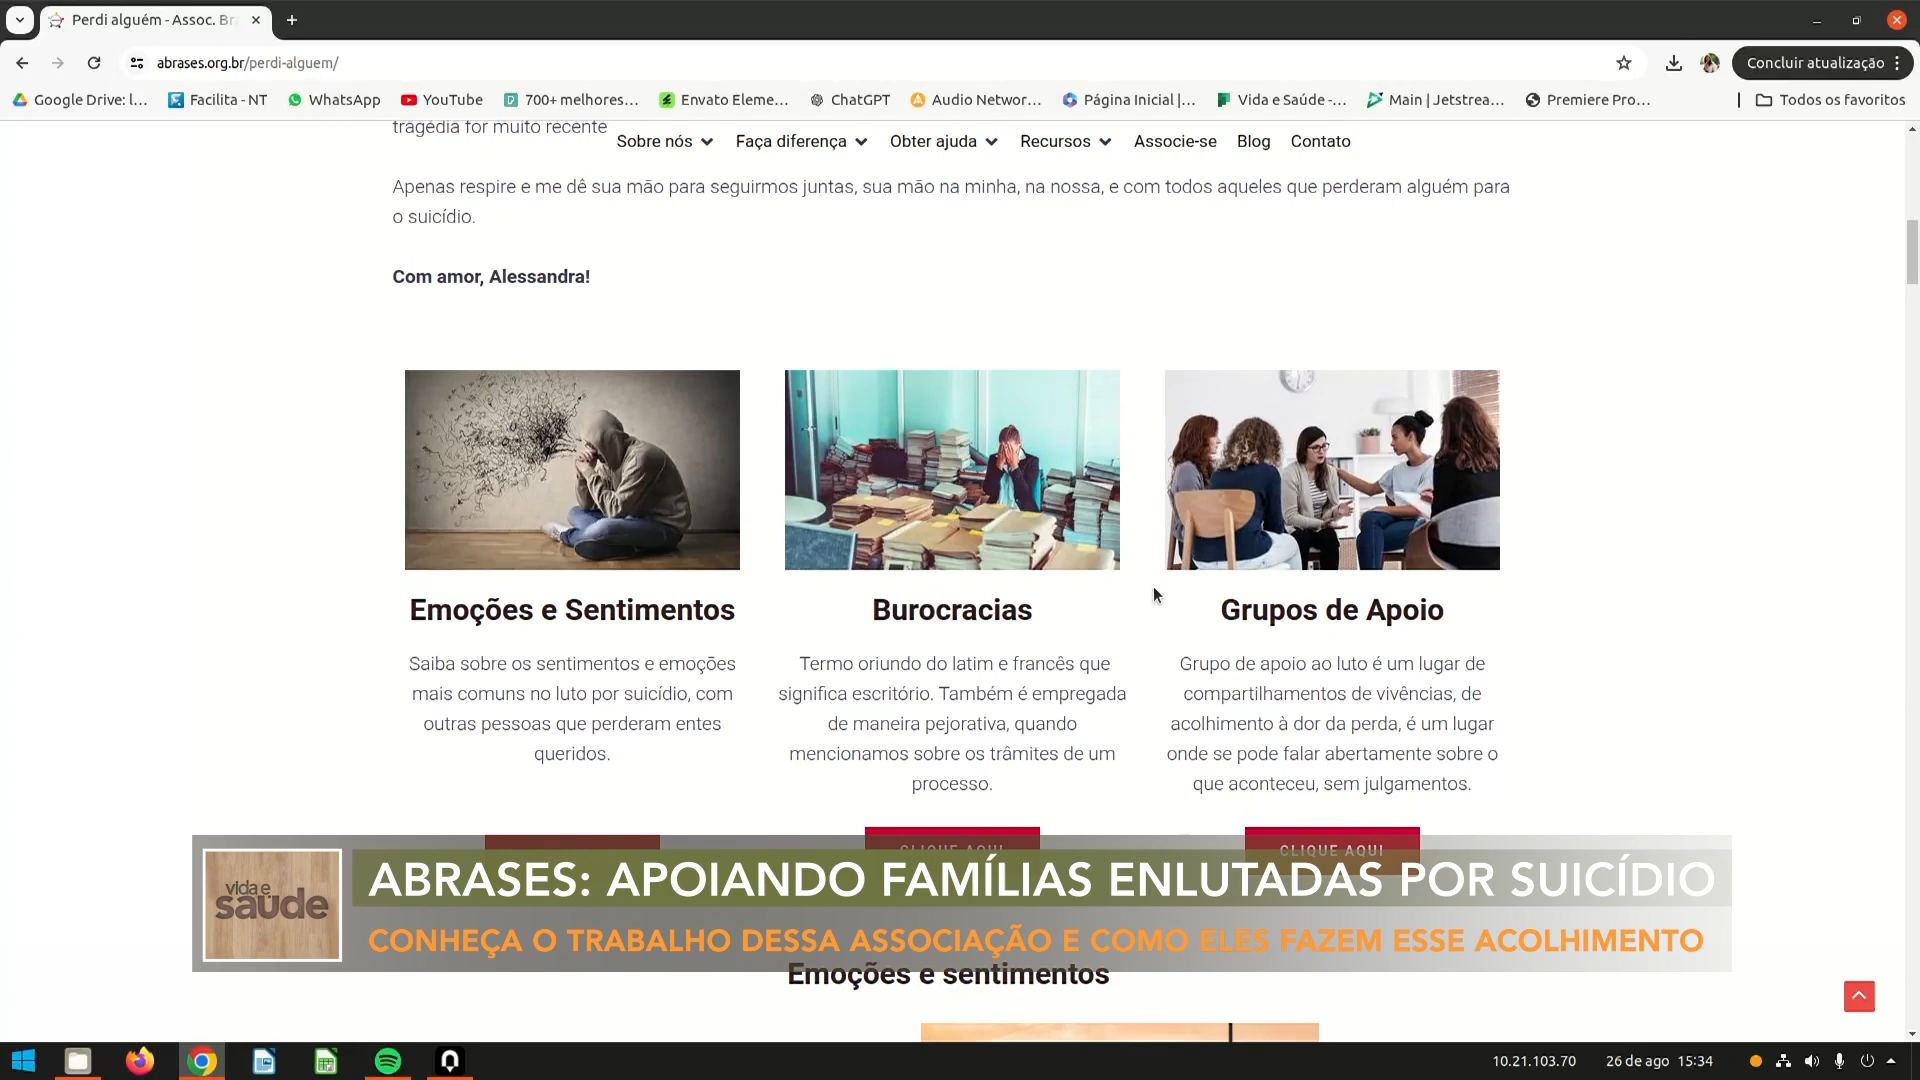 Perdi alguém - Assoc. Br
abrases.org.br/perdi-alguem/
Concluir atualização
Google Drive: l...
Facilita - NT
WhatsApp
YouTube
700+ melhores...
Envato Eleme...
ChatGPT
Audio Networ...
Página Inicial |...
Vida e Saúde -...
Main | Jetstrea...
Premiere Pro...
Todos os favoritos
tragédia for muito recente
Sobre nós
Faça diferença
Obter ajuda
Recursos
Associe-se
Blog
Contato
Apenas respire e me dê sua mão para seguirmos juntas, sua mão na minha, na nossa, e com todos aqueles que perderam alguém para
o suicídio.
Com amor, Alessandra!
Emoções e Sentimentos
Saiba sobre os sentimentos e emoções
mais comuns no luto por suicídio, com
outras pessoas que perderam entes
queridos.
Burocracias
Termo oriundo do latim e francês que
significa escritório. Também é empregada
de maneira pejorativa, quando
mencionamos sobre os trâmites de um
processo.
CLIQUE AQUI
Grupos de Apoio
Grupo de apoio ao luto é um lugar de
compartilhamentos de vivências, de
acolhimento à dor da perda, é um lugar
onde se pode falar abertamente sobre o
que aconteceu, sem julgamentos.
CLIQUE AQUI
vida e
saúde
ABRASES: APOIANDO FAMÍLIAS ENLUTADAS POR SUICÍDIO
CONHEÇA O TRABALHO DESSA ASSOCIAÇÃO E COMO ELES FAZEM ESSE ACOLHIMENTO
Emoções e sentimentos
10.21.103.70
26 de ago 15:34